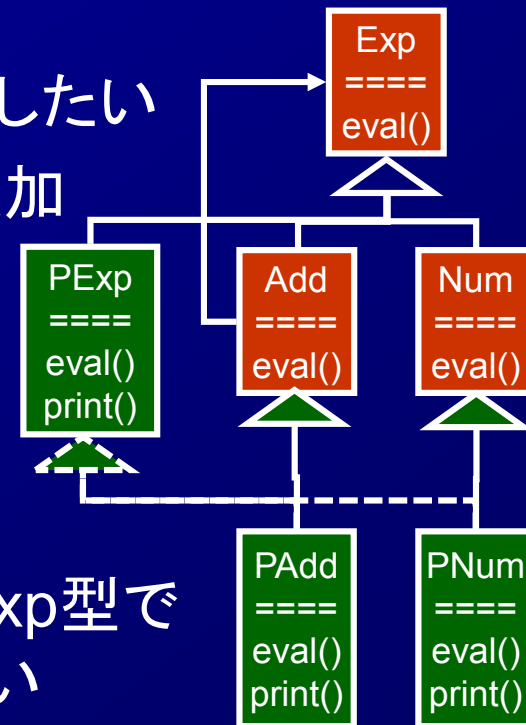 Exp
====
eval()
したい
加
PExp
====
eval()
print()
Add
====
eval()
Num
====
eval()
xp型で
い
PAdd
====
eval()
print()
PNum
====
eval()
print()